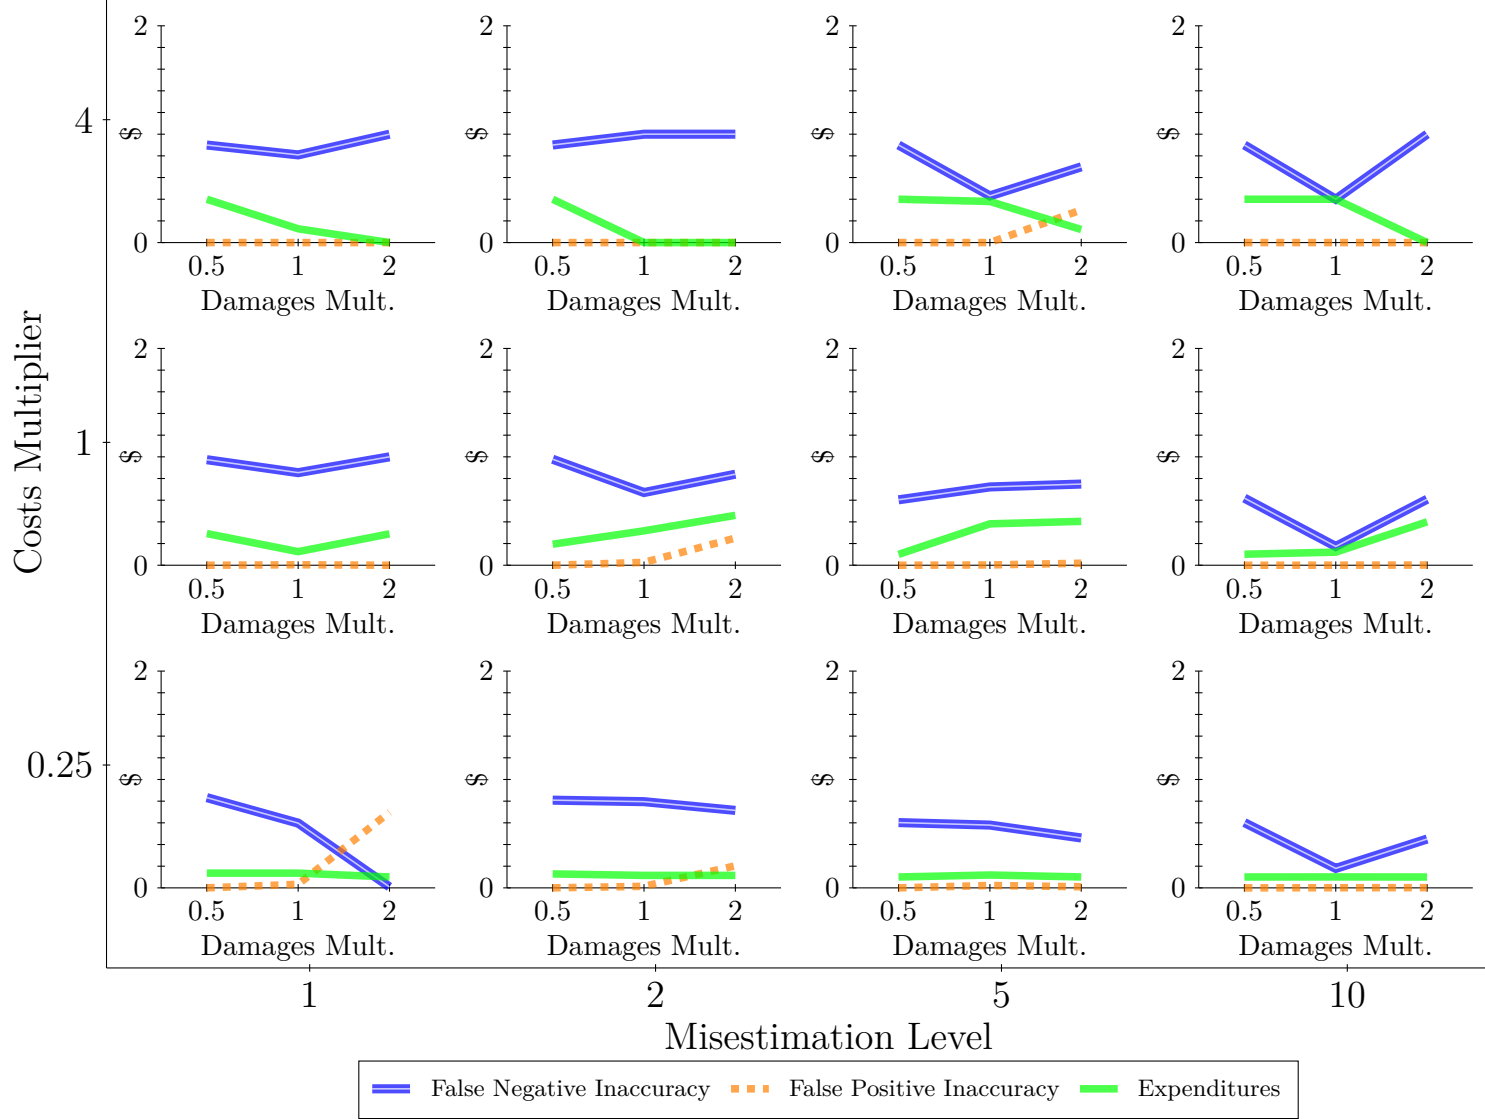 Costs Multiplier
4
2
$
0
0.5 1 2
Damages Mult.
2
$
0
0.5 1 2
Damages Mult.
2
$
0
0.5 1 2
Damages Mult.
2
$
0
0.5 1 2
Damages Mult.
1
2
$
0
0.5 1 2
Damages Mult.
2
$
0
0.5 1 2
Damages Mult.
2
$
0
0.5 1 2
Damages Mult.
2
$
0
0.5 1 2
Damages Mult.
0.25
2
$
0
0.5 1 2
Damages Mult.
2
$
0
0.5 1 2
Damages Mult.
2
$
0
0.5 1 2
Damages Mult.
2
$
0
0.5 1 2
Damages Mult.
1 2 5 10
Misestimation Level
False Negative Inaccuracy False Positive Inaccuracy Expenditures